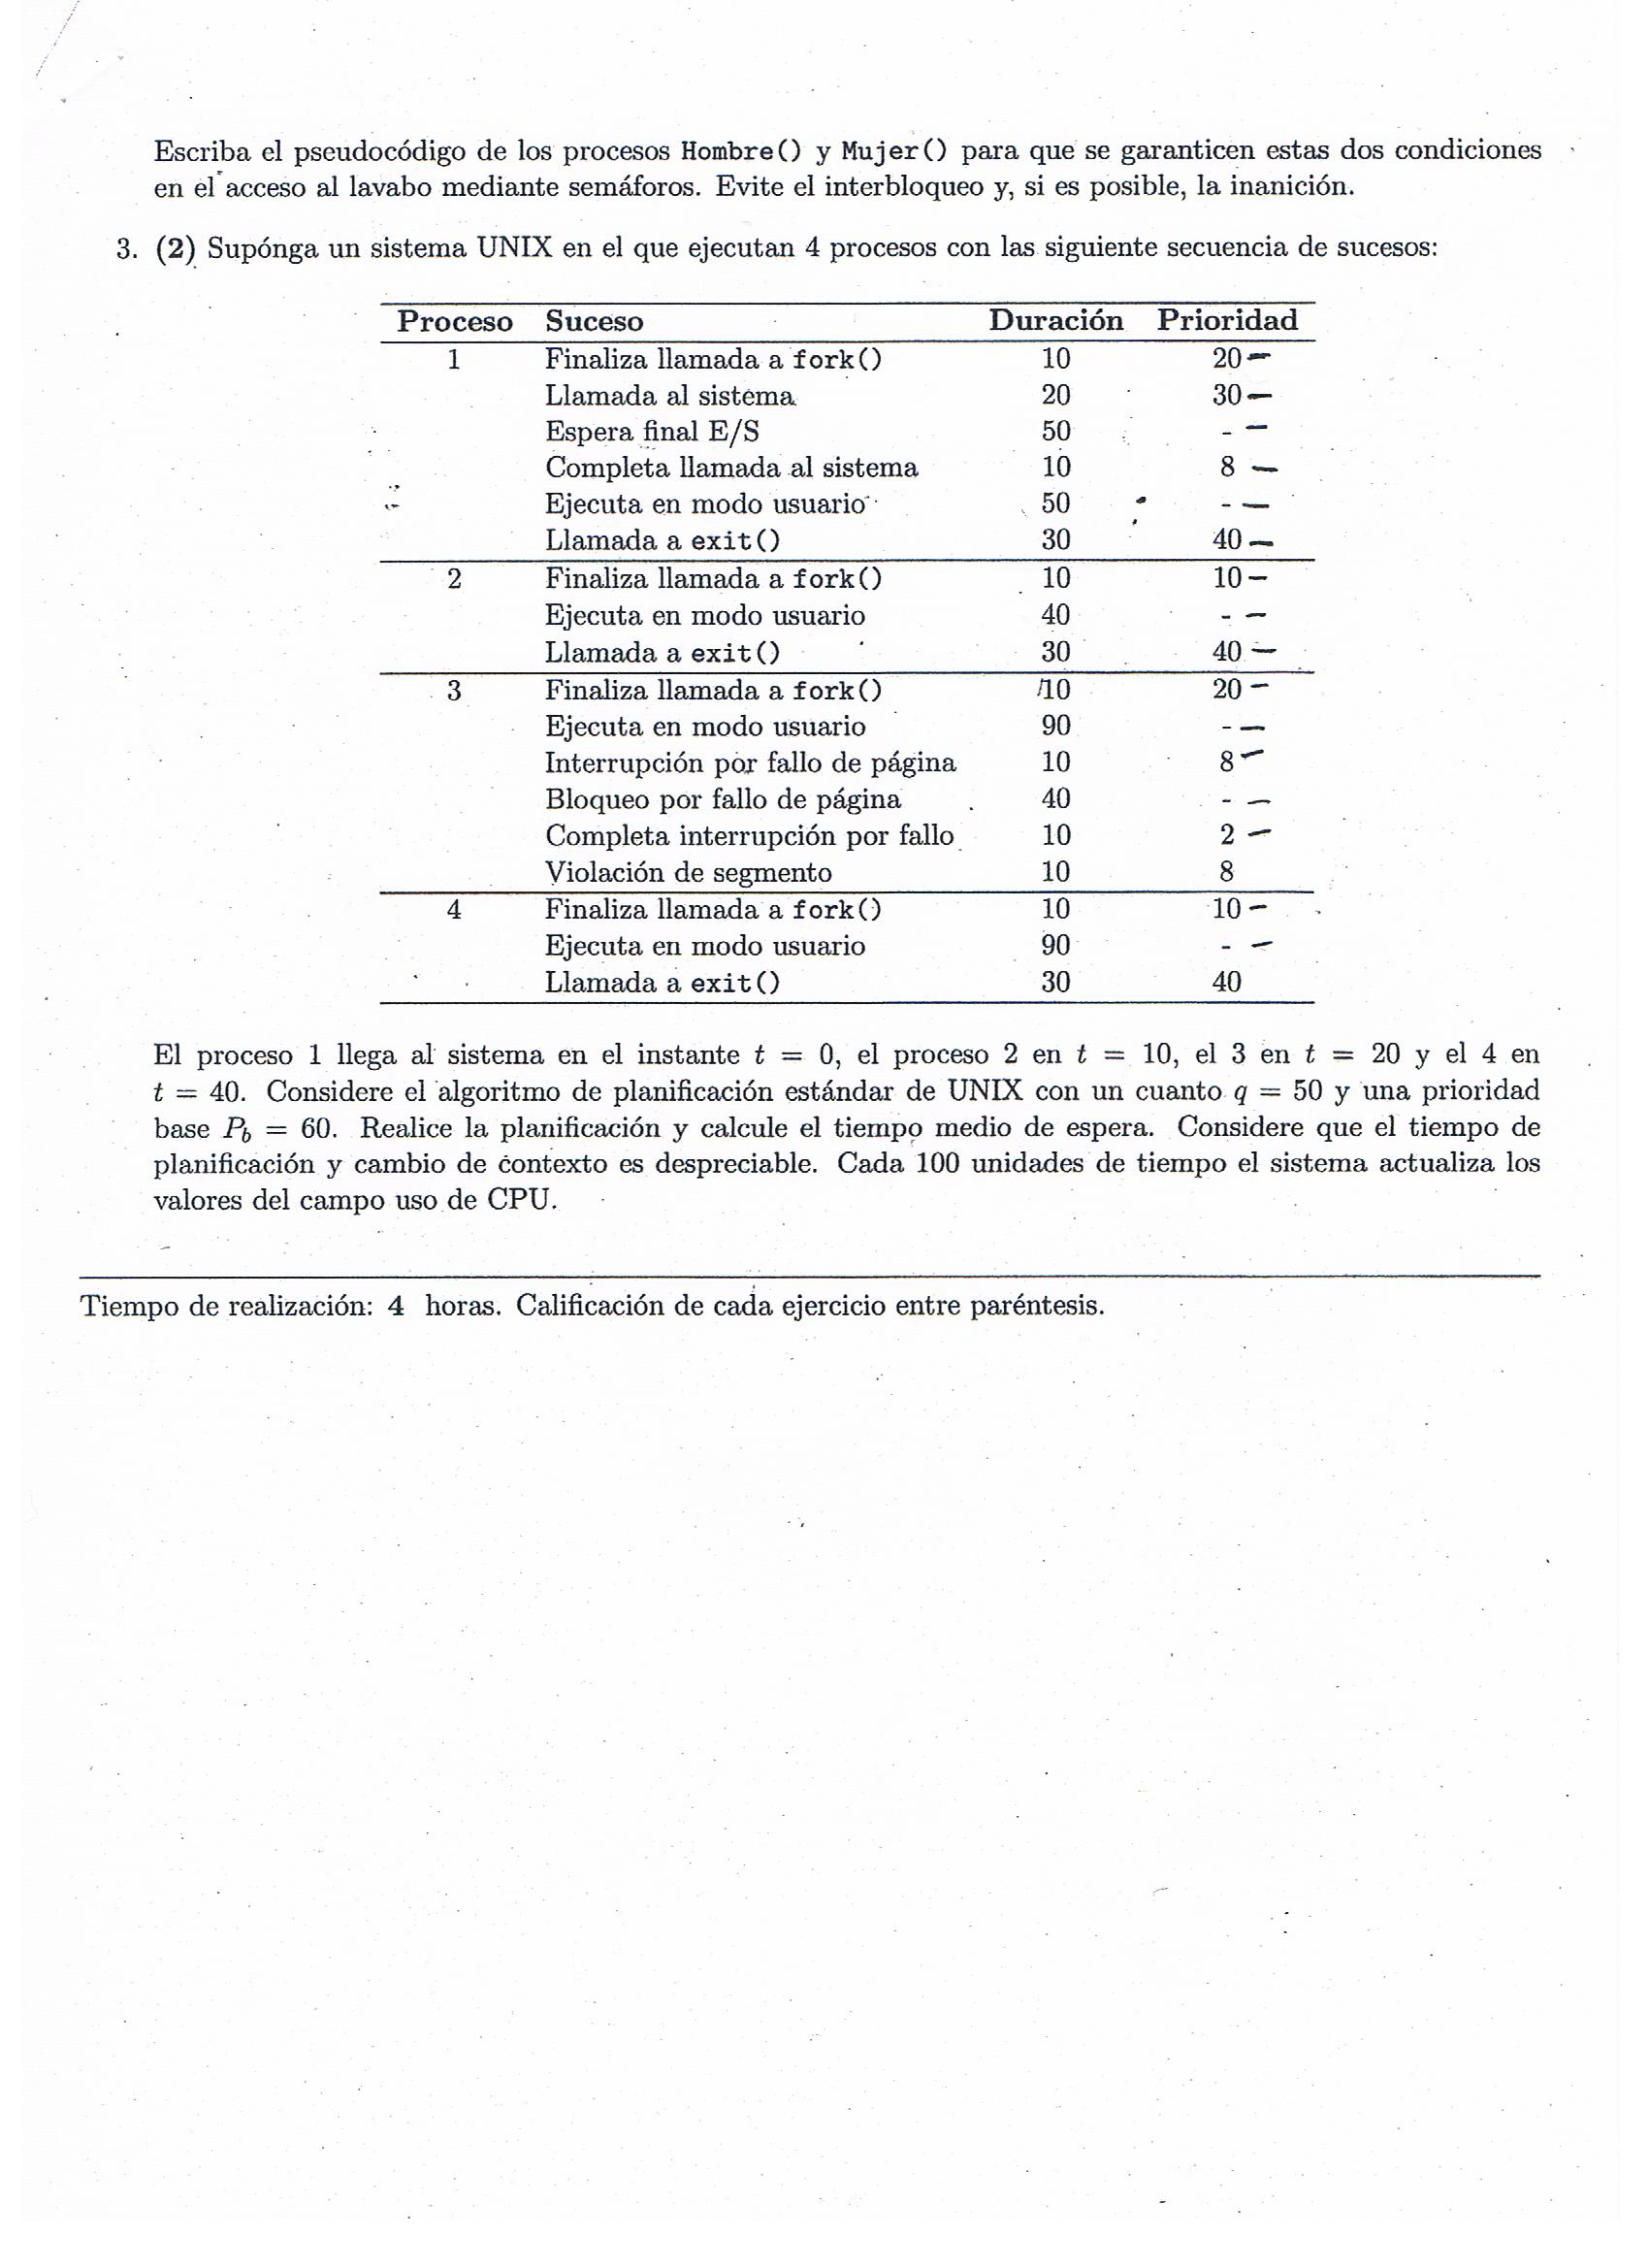 Escriba el pseudocódigo de los procesos Hombre() y Mujer() para que se garanticen estas dos condiciones
en el acceso al lavabo mediante semáforos. Evite el interbloqueo y, si es posible, la inanición.
3. (2) Supónga un sistema UNIX en el que ejecutan 4 procesos con las siguiente secuencia de sucesos:
Proceso Suceso Duración Prioridad
1 Finaliza llamada a fork() 10 20
Llamada al sistema 20 30
Espera final E/S 50 -
Completa llamada al sistema 10 8
Ejecuta en modo usuario 50 -
Llamada a exit() 30 40
2 Finaliza llamada a fork() 10 10
Ejecuta en modo usuario 40 -
Llamada a exit() 30 40
3 Finaliza llamada a fork() 10 20
Ejecuta en modo usuario 90 -
Interrupción por fallo de página 10 8
Bloqueo por fallo de página 40 -
Completa interrupción por fallo 10 2
Violación de segmento 10 8
4 Finaliza llamada a fork() 10 10
Ejecuta en modo usuario 90 -
Llamada a exit() 30 40
El proceso 1 llega al sistema en el instante t = 0, el proceso 2 en t = 10, el 3 en t = 20 y el 4 en
t = 40. Considere el algoritmo de planificación estándar de UNIX con un cuanto q = 50 y una prioridad
base Pb = 60. Realice la planificación y calcule el tiempo medio de espera. Considere que el tiempo de
planificación y cambio de contexto es despreciable. Cada 100 unidades de tiempo el sistema actualiza los
valores del campo uso de CPU.
Tiempo de realización: 4 horas. Calificación de cada ejercicio entre paréntesis.